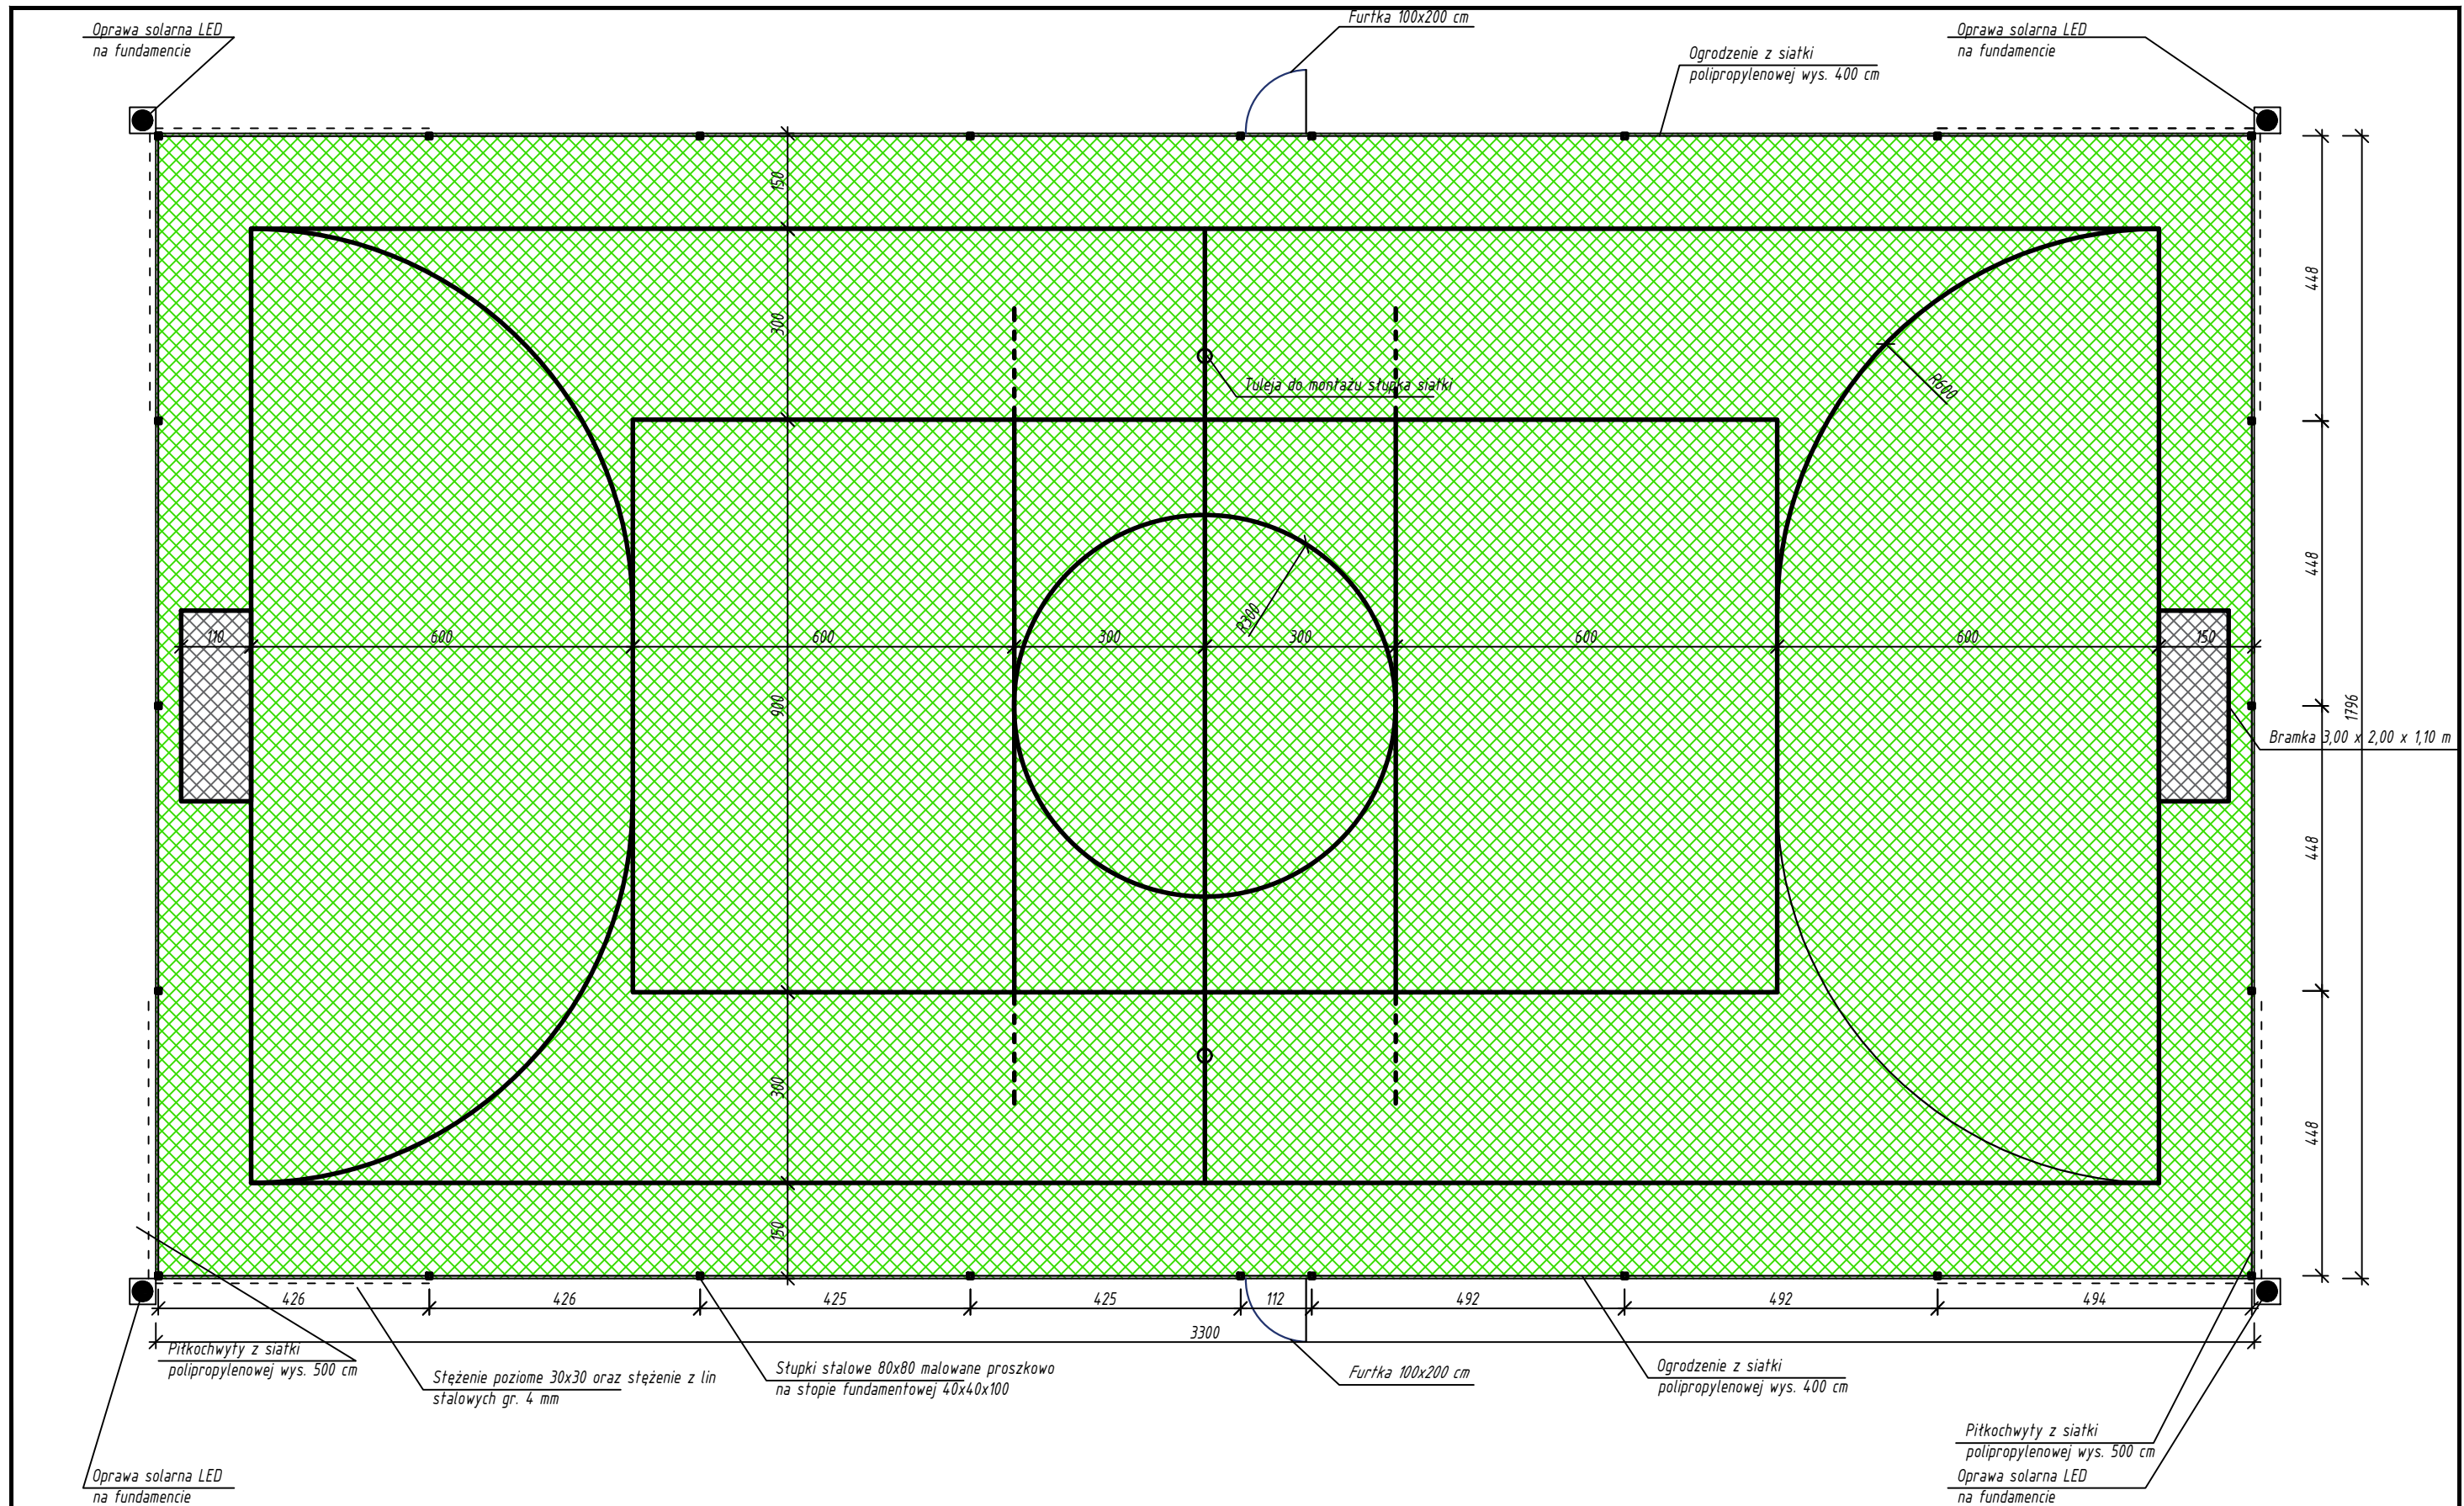 Oprawa solarna LED
na fundamencie
Furtka 100x200 cm
Oprawa solarna LED
na fundamencie
Ogrodzenie z siatki
polipropylenowej wys. 400 cm
150
448
300
Tuleja do montażu słupka siatki
R600
448
R300
110
600
600
300
300
600
600
150
900
1796
Bramka 3,00 x 2,00 x 1,10 m
448
300
448
150
426
426
425
425
112
492
492
494
3300
Piłkochwyty z siatki
polipropylenowej wys. 500 cm
Stężenie poziome 30x30 oraz stężenie z lin
stalowych gr. 4 mm
Słupki stalowe 80x80 malowane proszkowo
na stopie fundamentowej 40x40x100
Furtka 100x200 cm
Ogrodzenie z siatki
polipropylenowej wys. 400 cm
Piłkochwyty z siatki
polipropylenowej wys. 500 cm
Oprawa solarna LED
na fundamencie
Oprawa solarna LED
na fundamencie